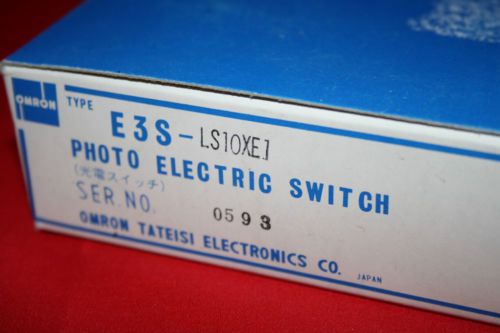 OMRON
TYPE E3S-LS10XE1
PHOTO ELECTRIC SWITCH
(光電スイッチ)
SER.NO. 0593
OMRON TATEISI ELECTRONICS CO. JAPAN